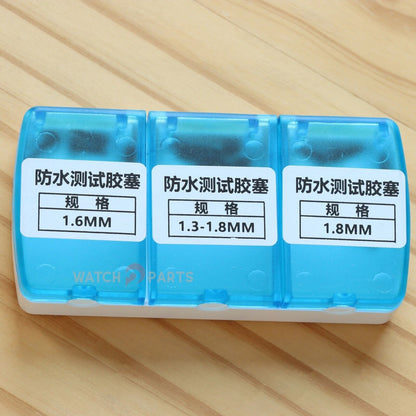 防水测试胶塞
规 格
1.6MM
防水测试胶塞
规 格
1.3-1.8MM
防水测试胶塞
规 格
1.8MM
WATCH PARTS